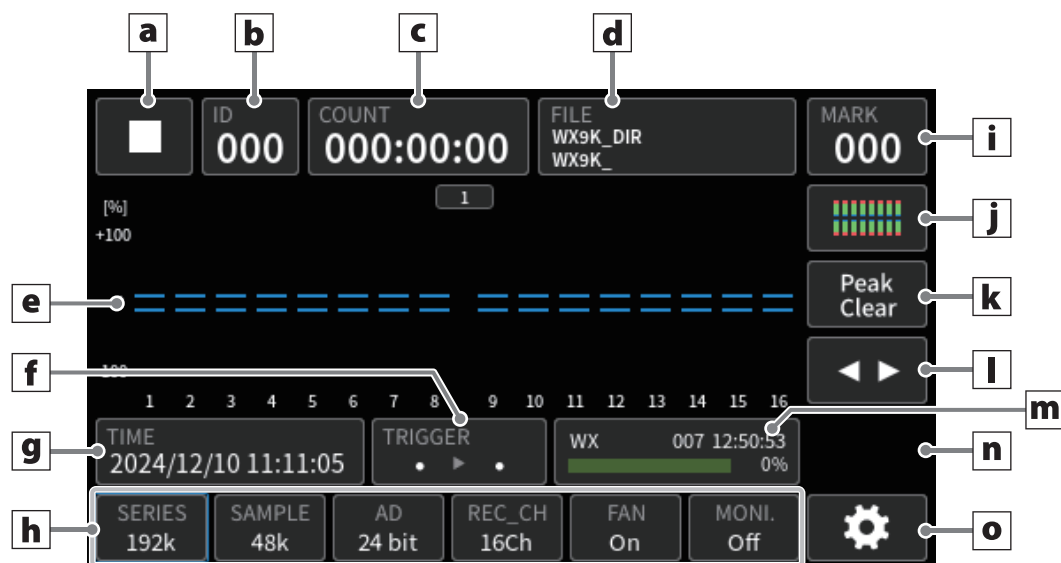 a
b
c
d
ID
000
COUNT
000:00:00
FILE
WX9K_DIR
WX9K_
MARK
000
i
1
[%]
+100
j
e
Peak
Clear
k
f
-100
l
1 2 3 4 5 6 7 8 9 10 11 12 13 14 15 16
m
g
TIME
2024/12/10 11:11:05
TRIGGER
WX 007 12:50:53
0%
n
h
SERIES
192k
SAMPLE
48k
AD
24 bit
REC_CH
16Ch
FAN
On
MONI.
Off
o